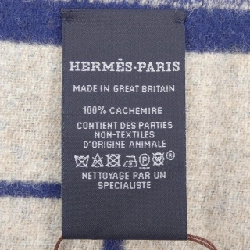 HERMÈS-PARIS
MADE IN GREAT BRITAIN
100% CACHEMIRE
CONTIENT DES PARTIES
NON-TEXTILES
D'ORIGINE ANIMALE
NETTOYAGE PAR UN
SPECIALISTE